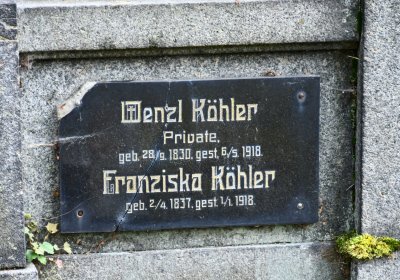 Wenzl Köhler
Private,
geb. 28/9. 1830, gest. 6/5. 1918.
Franziska Köhler
geb. 2/4. 1837, gest. 1/1. 1918.